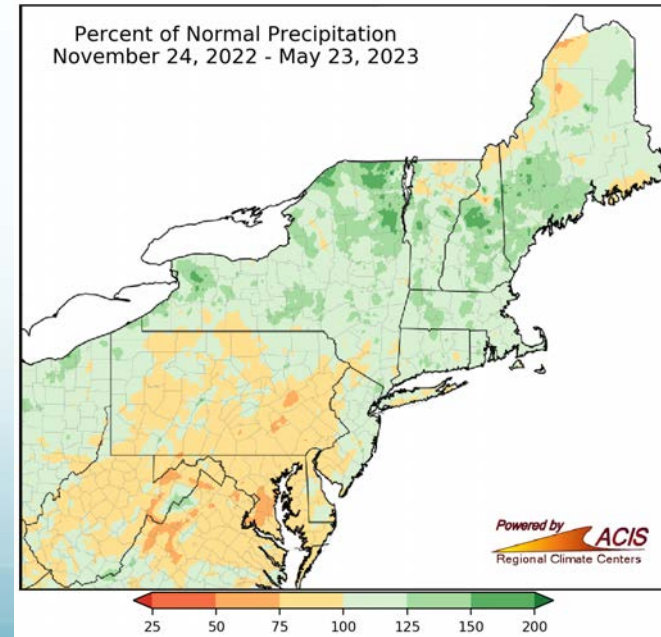 Percent of Normal Precipitation
November 24, 2022 - May 23, 2023
Powered by
ACIS
Regional Climate Centers
25 50 75 100 125 150 200